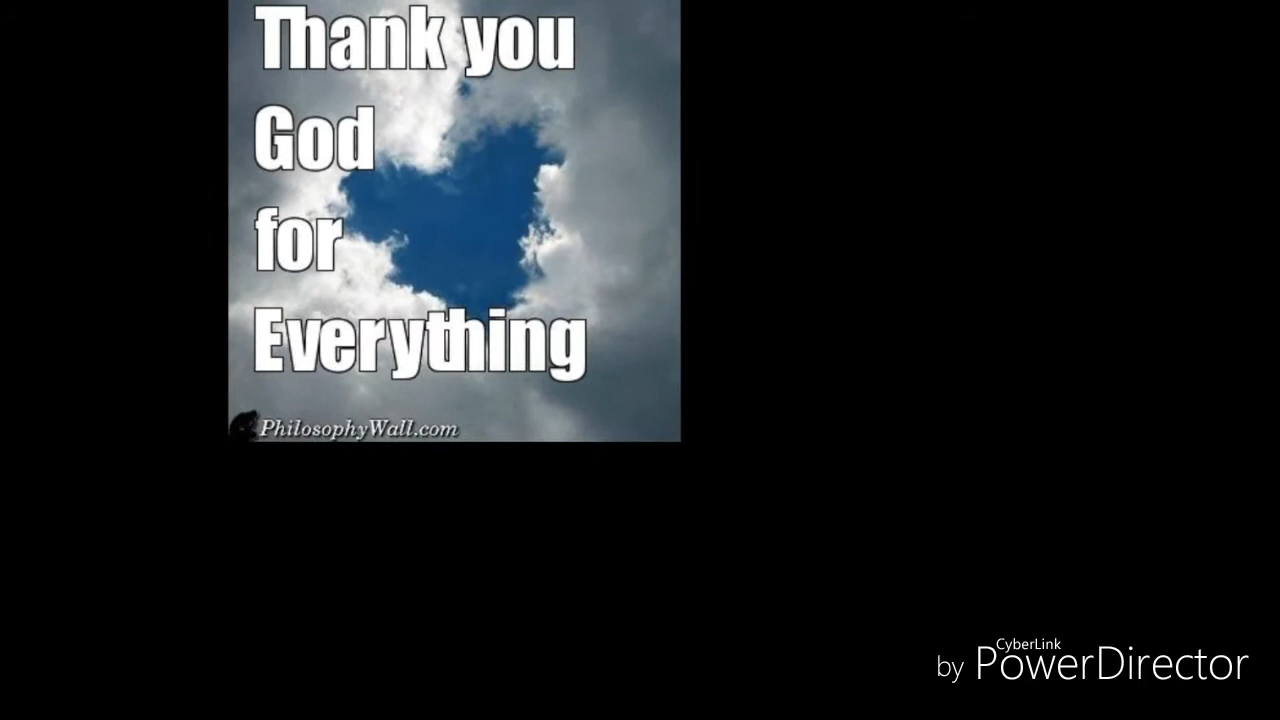 Thank you
God
for
Everything
PhilosophyWall.com
CyberLink
by PowerDirector